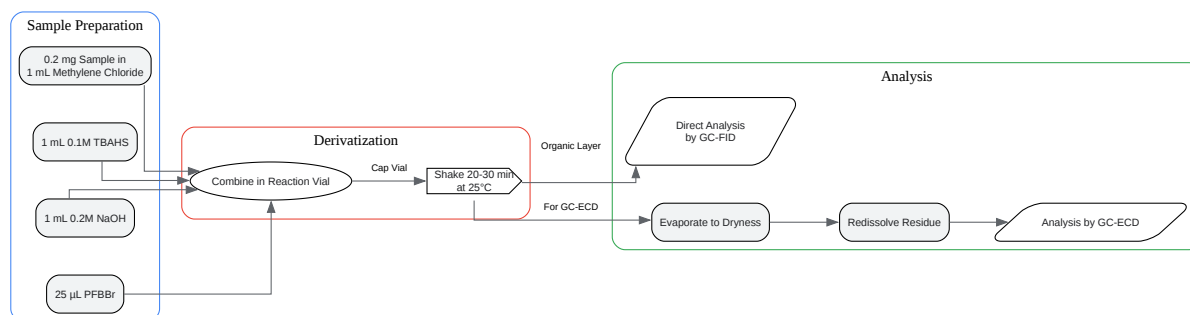 Sample Preparation
0.2 mg Sample in
1 mL Methylene Chloride
1 mL 0.1M TBAHS
1 mL 0.2M NaOH
25 µL PFBBr
Derivatization
Combine in Reaction Vial
Cap Vial
Shake 20-30 min
at 25°C
Organic Layer
For GC-ECD
Analysis
Direct Analysis
by GC-FID
Evaporate to Dryness
Redissolve Residue
Analysis by GC-ECD